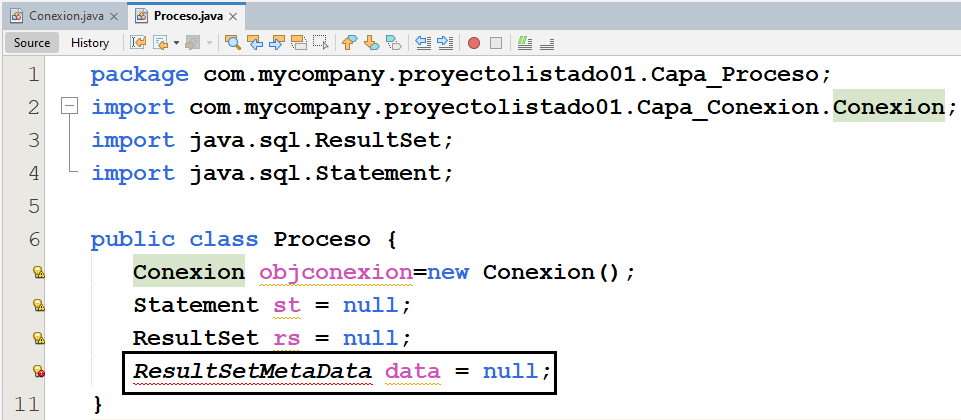 Conexion.java
Proceso.java
Source History
1 package com.mycompany.proyectolistado01.Capa_Proceso;
2 import com.mycompany.proyectolistado01.Capa_Conexion.Conexion;
3 import java.sql.ResultSet;
4 import java.sql.Statement;
5
6 public class Proceso {
Conexion objconexion=new Conexion();
Statement st = null;
ResultSet rs = null;
ResultSetMetaData data = null;
11 }